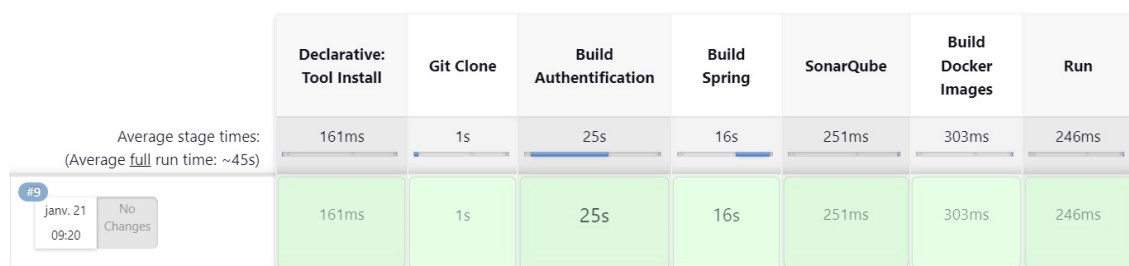 Declarative: Tool Install
Git Clone
Build Authentification
Build Spring
SonarQube
Build Docker Images
Run
Average stage times:
161ms 1s 25s 16s 251ms 303ms 246ms
(Average full run time: ~45s)
#9
janv. 21
09:20
No Changes
161ms 1s 25s 16s 251ms 303ms 246ms